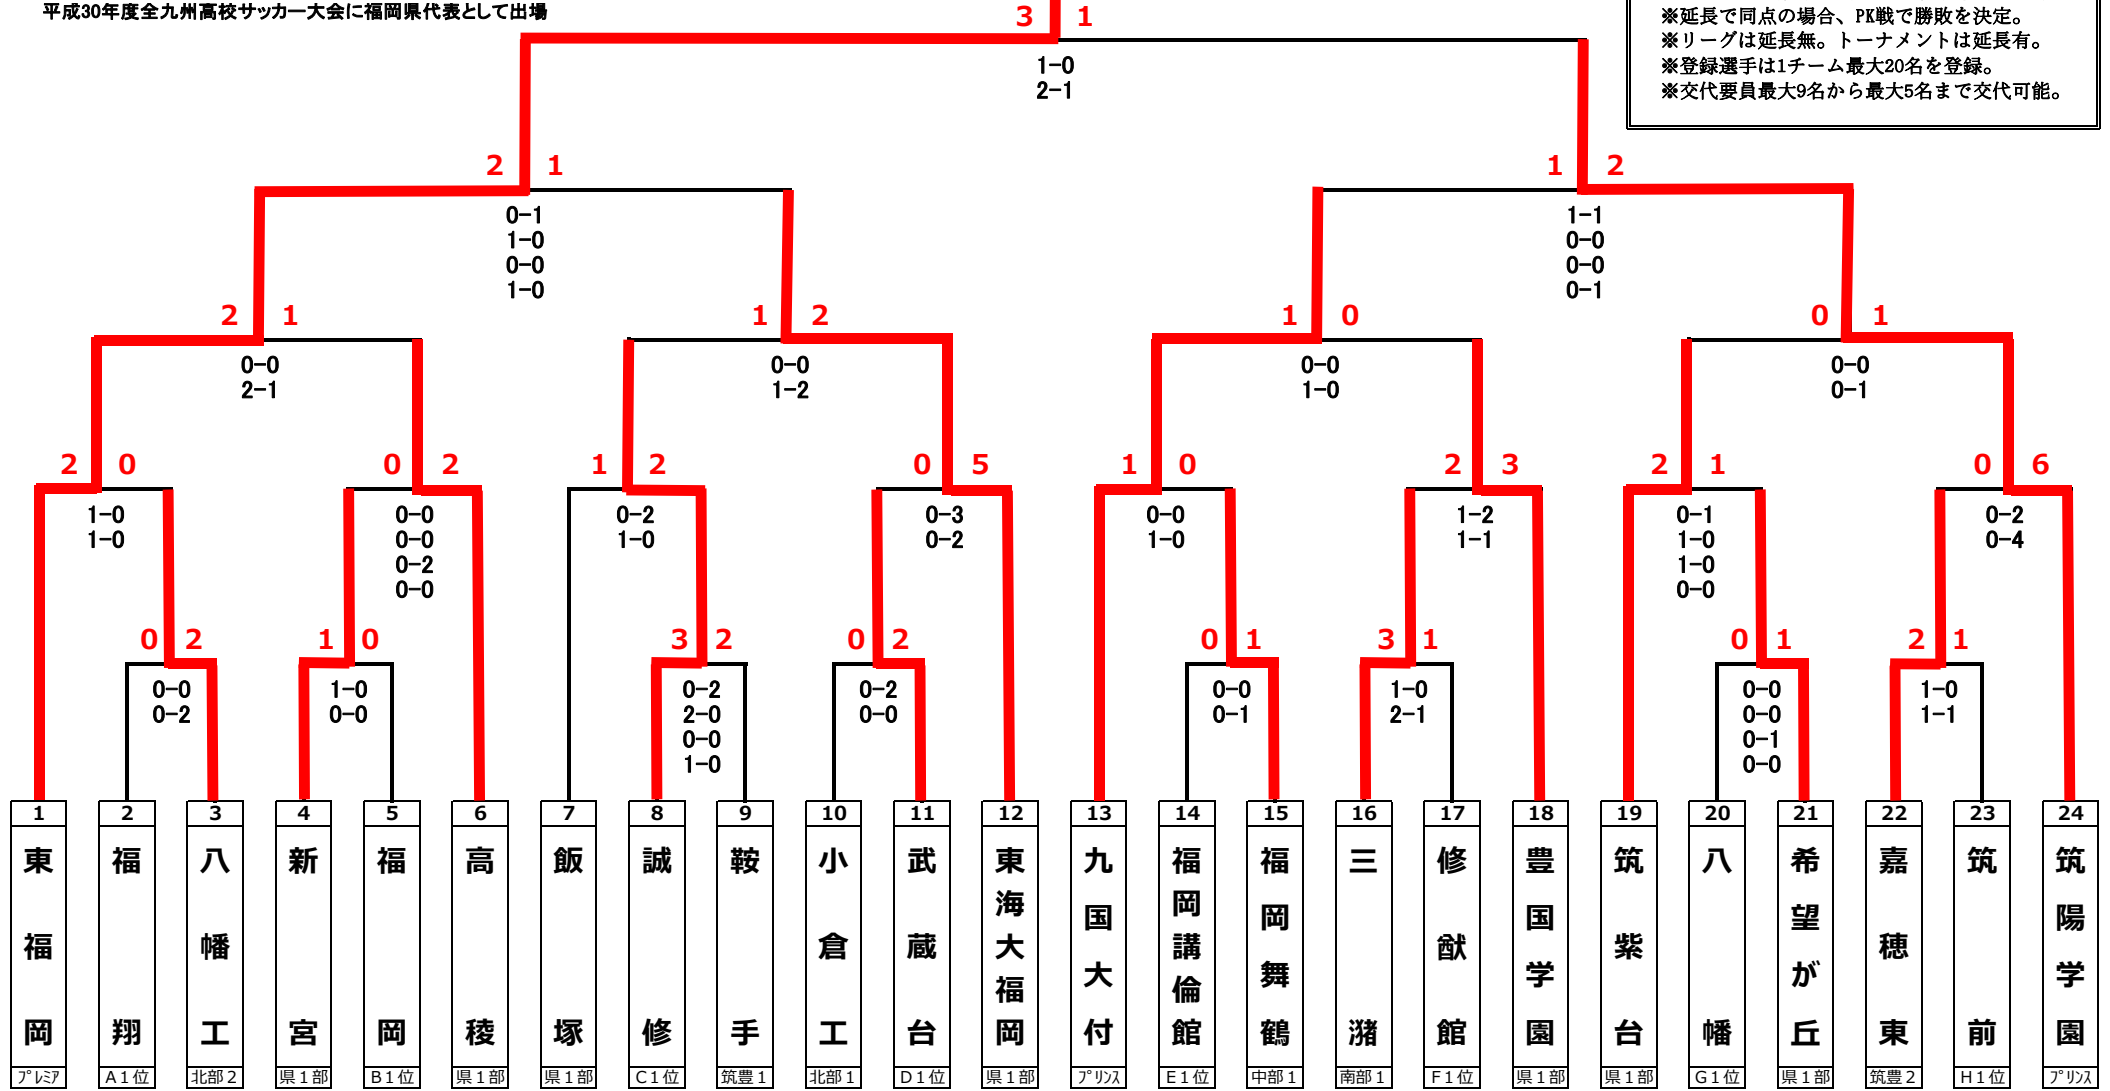 平成30年度全九州高校サッカー大会に福岡県代表として出場
※延長で同点の場合、PK戦で勝敗を決定。
※リーグは延長無。トーナメントは延長有。
※登録選手は1チーム最大20名を登録。
※交代要員最大9名から最大5名まで交代可能。
3 1
1-0
2-1
2 1
0-1
1-0
0-0
1-0
1 2
1-1
0-0
0-0
0-1
2 1
0-0
2-1
1 2
0-0
1-2
1 0
0-0
1-0
0 1
0-0
0-1
2 0
1-0
1-0
0 2
0-0
0-0
0-2
0-0
1 2
0-2
1-0
0 5
0-3
0-2
1 0
0-0
1-0
2 3
1-2
1-1
2 1
0-1
1-0
1-0
0-0
0 6
0-2
0-4
0 2
0-0
0-2
1 0
1-0
0-0
3 2
0-2
2-0
0-0
1-0
0 2
0-2
0-0
0 1
0-0
0-1
3 1
1-0
2-1
0 1
0-0
0-0
0-1
0-0
2 1
1-0
1-1
1
東福岡
プレミア
2
福翔
A1位
3
八幡工
北部2
4
新宮
県1部
5
福岡
B1位
6
高稜
県1部
7
飯塚
県1部
8
誠修
C1位
9
鞍手
筑豊1
10
小倉工
北部1
11
武蔵台
D1位
12
東海大福岡
県1部
13
九国大付
プリンス
14
福岡講倫館
E1位
15
福岡舞鶴
中部1
16
三潴
南部1
17
修猷館
F1位
18
豊国学園
県1部
19
筑紫台
県1部
20
八幡
G1位
21
希望が丘
県1部
22
嘉穂東
筑豊2
23
筑前
H1位
24
筑陽学園
プリンス